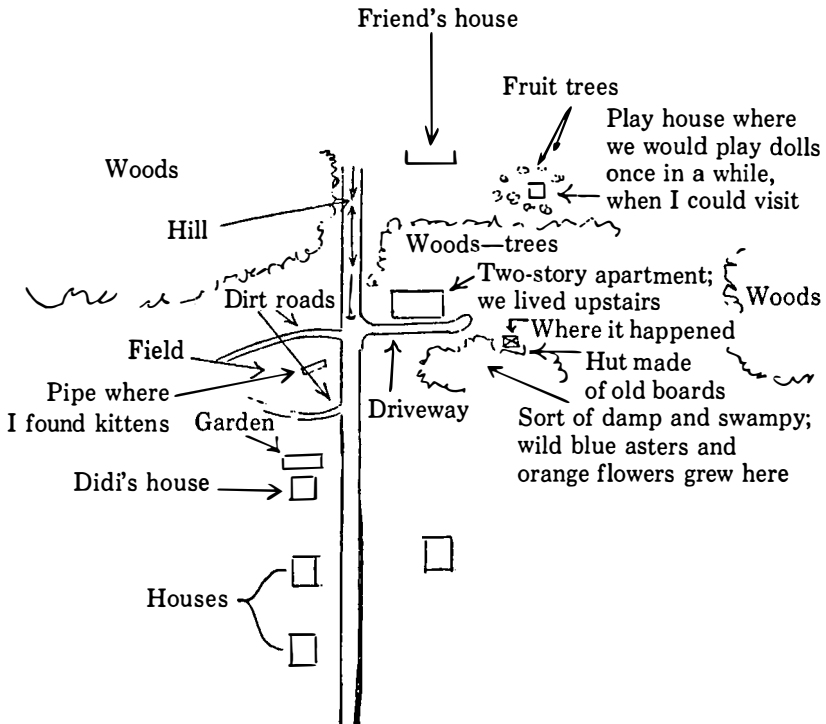 Friend's house
Fruit trees
Play house where
we would play dolls
once in a while,
when I could visit
Woods
Hill
Woods—trees
Two-story apartment;
we lived upstairs
Woods
Dirt roads
Where it happened
Field
Hut made
of old boards
Pipe where
I found kittens
Driveway
Garden
Sort of damp and swampy;
wild blue asters and
orange flowers grew here
Didi's house
Houses